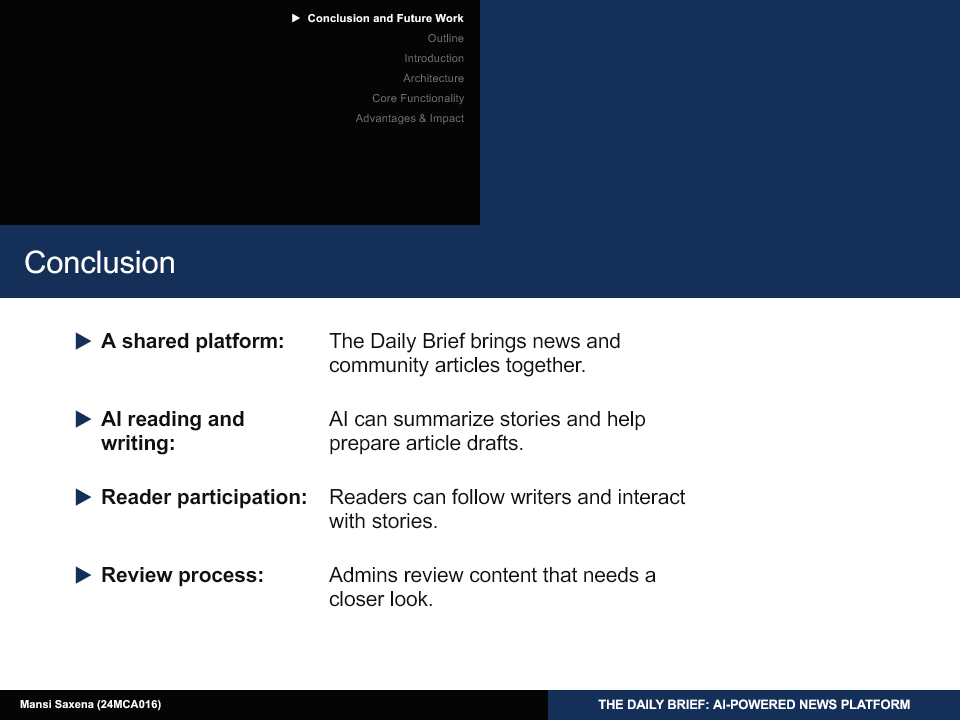 Conclusion and Future Work
Outline
Introduction
Architecture
Core Functionality
Advantages & Impact
Conclusion
A shared platform:
The Daily Brief brings news and
community articles together.
AI reading and
writing:
AI can summarize stories and help
prepare article drafts.
Reader participation:
Readers can follow writers and interact
with stories.
Review process:
Admins review content that needs a
closer look.
Mansi Saxena (24MCA016)
THE DAILY BRIEF: AI-POWERED NEWS PLATFORM